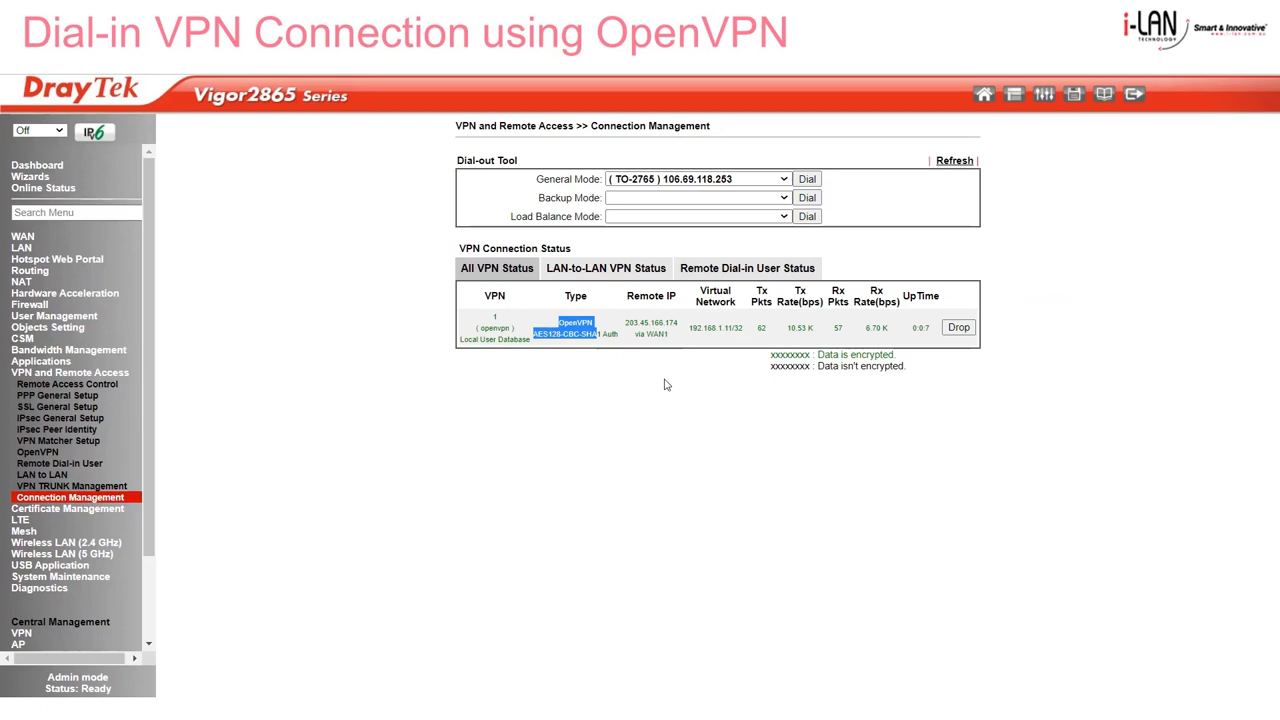 Dial-in VPN Connection using OpenVPN
i-LAN TECHNOLOGY
Smart & Innovative
www.i-lan.com.au
DrayTek
Vigor2865 Series
Off
IPv6
Dashboard
Wizards
Online Status
Search Menu
WAN
LAN
Hotspot Web Portal
Routing
NAT
Hardware Acceleration
Firewall
User Management
Objects Setting
CSM
Bandwidth Management
Applications
VPN and Remote Access
Remote Access Control
PPP General Setup
SSL General Setup
IPsec General Setup
IPsec Peer Identity
VPN Matcher Setup
OpenVPN
Remote Dial-in User
LAN to LAN
VPN TRUNK Management
Connection Management
Certificate Management
LTE
Mesh
Wireless LAN (2.4 GHz)
Wireless LAN (5 GHz)
USB Application
System Maintenance
Diagnostics
Central Management
VPN
AP
Admin mode
Status: Ready
VPN and Remote Access >> Connection Management
Dial-out Tool
| Refresh |
General Mode: ( TO-2765 ) 106.69.118.253 Dial
Backup Mode: Dial
Load Balance Mode: Dial
VPN Connection Status
All VPN Status LAN-to-LAN VPN Status Remote Dial-in User Status
VPN Type Remote IP Virtual Network Tx Pkts Tx Rate(bps) Rx Pkts Rx Rate(bps) UpTime
1 ( openvpn ) Local User Database OpenVPN AES128-CBC-SHA1 Auth 203.45.166.174 via WAN1 192.168.1.11/32 62 10.53 K 57 6.70 K 0:0:7 Drop
xxxxxxxx : Data is encrypted.
xxxxxxxx : Data isn't encrypted.